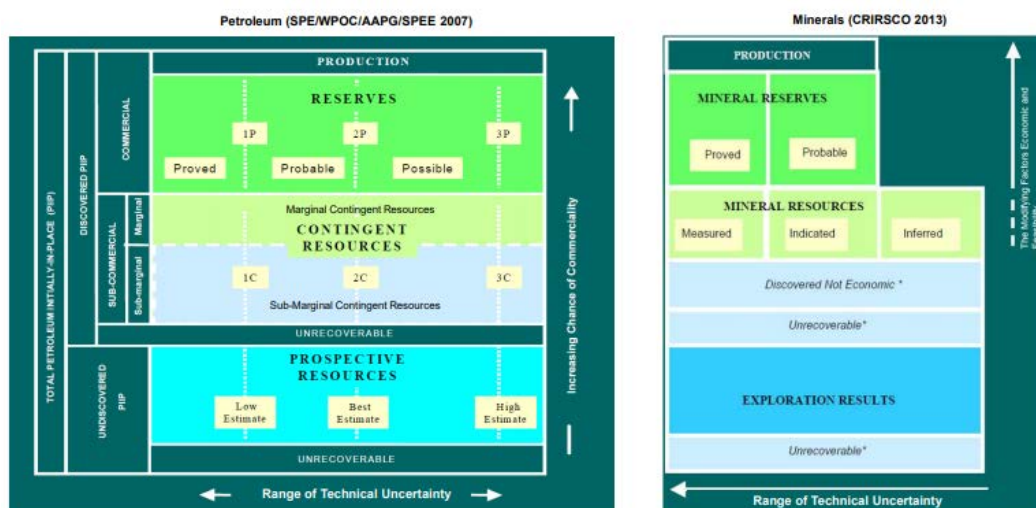 Petroleum (SPE/WPOC/AAPG/SPEE 2007)
TOTAL PETROLEUM INITIALLY-IN-PLACE (PIIP)
DISCOVERED PIIP
UNDISCOVERED
PIIP
COMMERCIAL
SUB-COMMERCIAL
Marginal
Sub-marginal
PRODUCTION
RESERVES
1P
2P
3P
Proved
Probable
Possible
Marginal Contingent Resources
CONTINGENT
RESOURCES
1C
2C
3C
Sub-Marginal Contingent Resources
UNRECOVERABLE
PROSPECTIVE
RESOURCES
Low
Estimate
Best
Estimate
High
Estimate
UNRECOVERABLE
Range of Technical Uncertainty
Increasing Chance of Commerciality
Minerals (CRIRSCO 2013)
PRODUCTION
MINERAL RESERVES
Proved
Probable
MINERAL RESOURCES
Measured
Indicated
Inferred
Discovered Not Economic *
Unrecoverable*
EXPLORATION RESULTS
Unrecoverable*
Range of Technical Uncertainty
The Modifying Factors Economic and